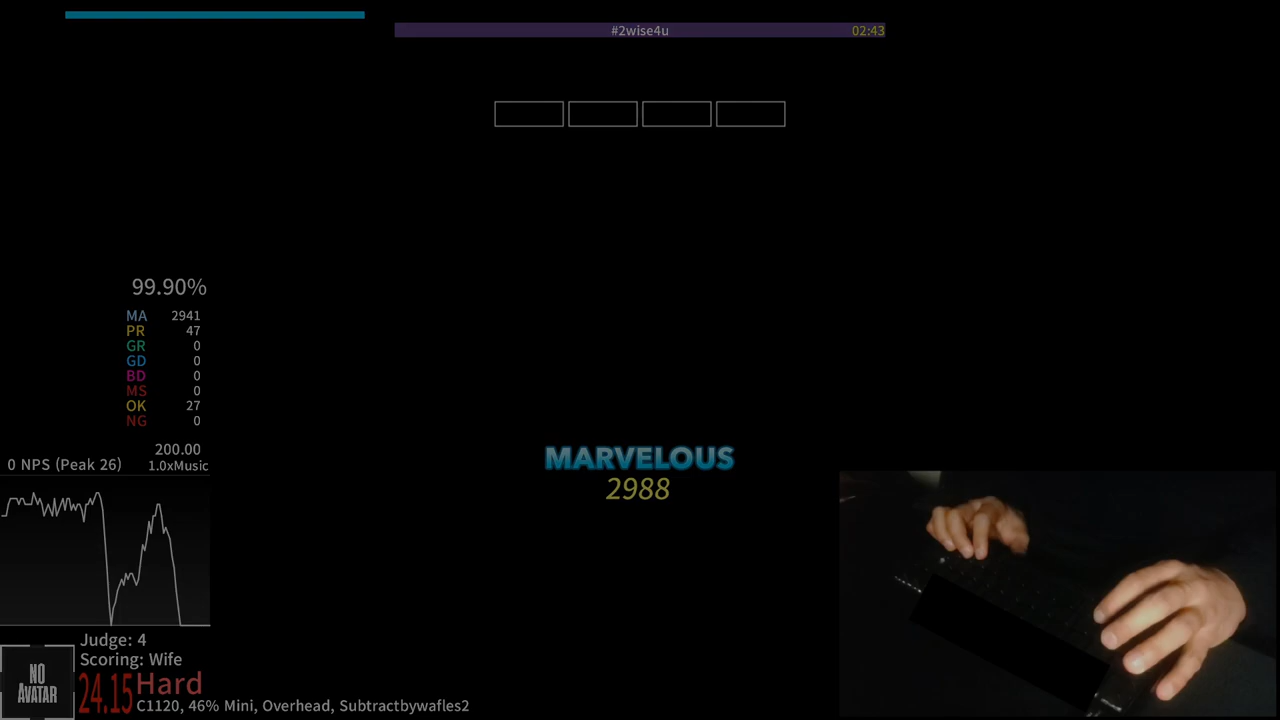 #2wise4u 02:43
99.90%
MA 2941
PR 47
GR 0
GD 0
BD 0
MS 0
OK 27
NG 0
200.00
0 NPS (Peak 26) 1.0xMusic
MARVELOUS
2988
Judge: 4
Scoring: Wife
NO
AVATAR
24.15 Hard
C1120, 46% Mini, Overhead, Subtractbywafles2